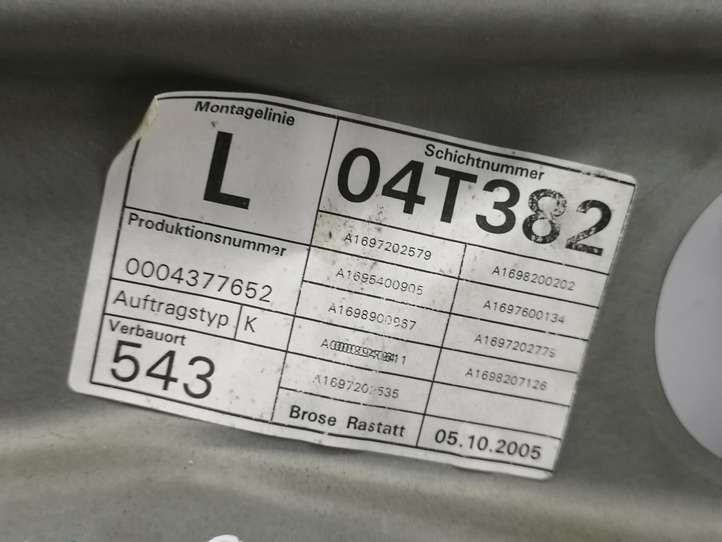 Montagelinie
L
Schichtnummer
04T382
Produktionsnummer
0004377652
Auftragstyp K
Verbauort
543
A1697202579
A1695400905
A1698900967
A1698200202
A1697600134
A1697202779
A1698207126
Brose Rastatt
05.10.2005